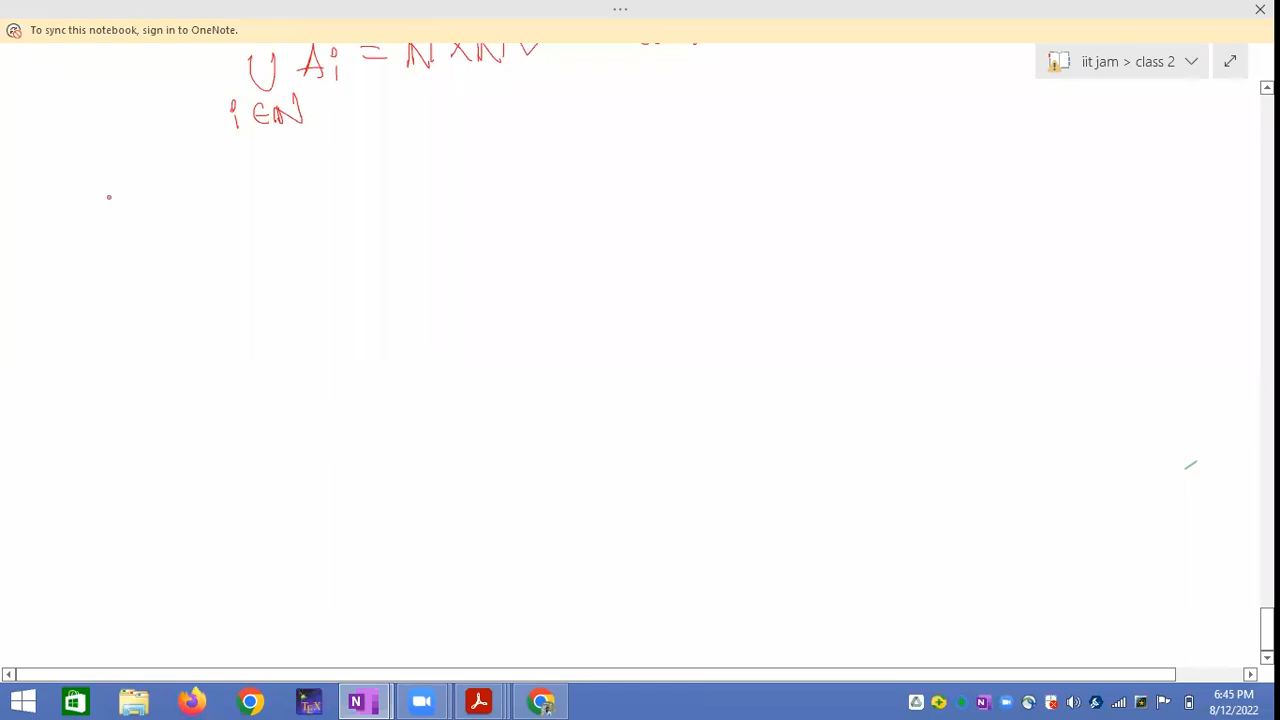 To sync this notebook, sign in to OneNote.
iit jam > class 2
∪ Ai = N × N
i ∈ N
6:45 PM
8/12/2022